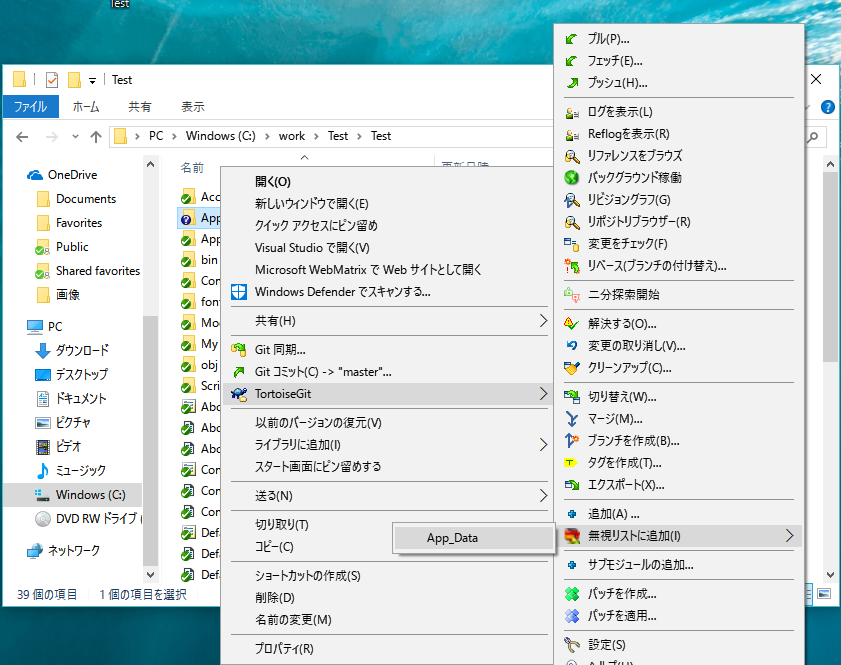 Test
Test
ファイル
ホーム
共有
表示
PC
Windows (C:)
work
Test
Test
OneDrive
Documents
Favorites
Public
Shared favorites
画像
PC
ダウンロード
デスクトップ
ドキュメント
ピクチャ
ビデオ
ミュージック
Windows (C:)
DVD RW ドライブ (
ネットワーク
39 個の項目
1 個の項目を選択
名前
更新日時
Acc
App
App
bin
Con
font
Mod
My
obj
Scri
Abo
Abo
Abo
Con
Con
Con
Def
Def
Def
開く(O)
新しいウィンドウで開く(E)
クイック アクセスにピン留め
Visual Studio で開く(V)
Microsoft WebMatrix で Web サイトとして開く
Windows Defender でスキャンする...
共有(H)
Git 同期...
Git コミット(C) -> "master"...
TortoiseGit
以前のバージョンの復元(V)
ライブラリに追加(I)
スタート画面にピン留めする
送る(N)
切り取り(T)
コピー(C)
ショートカットの作成(S)
削除(D)
名前の変更(M)
プロパティ(R)
App_Data
プル(P)...
フェッチ(E)...
プッシュ(H)...
ログを表示(L)
Reflogを表示(R)
リファレンスをブラウズ
バックグラウンド稼働
リビジョングラフ(G)
リポジトリブラウザー(R)
変更をチェック(F)
リベース(ブランチの付け替え)...
二分探索開始
解決する(O)...
変更の取り消し(V)...
クリーンアップ(C)...
切り替え(W)...
マージ(M)...
ブランチを作成(B)...
タグを作成(T)...
エクスポート(X)...
追加(A) ...
無視リストに追加(I)
サブモジュールの追加...
パッチを作成...
パッチを適用...
設定(S)
ヘルプ(H)